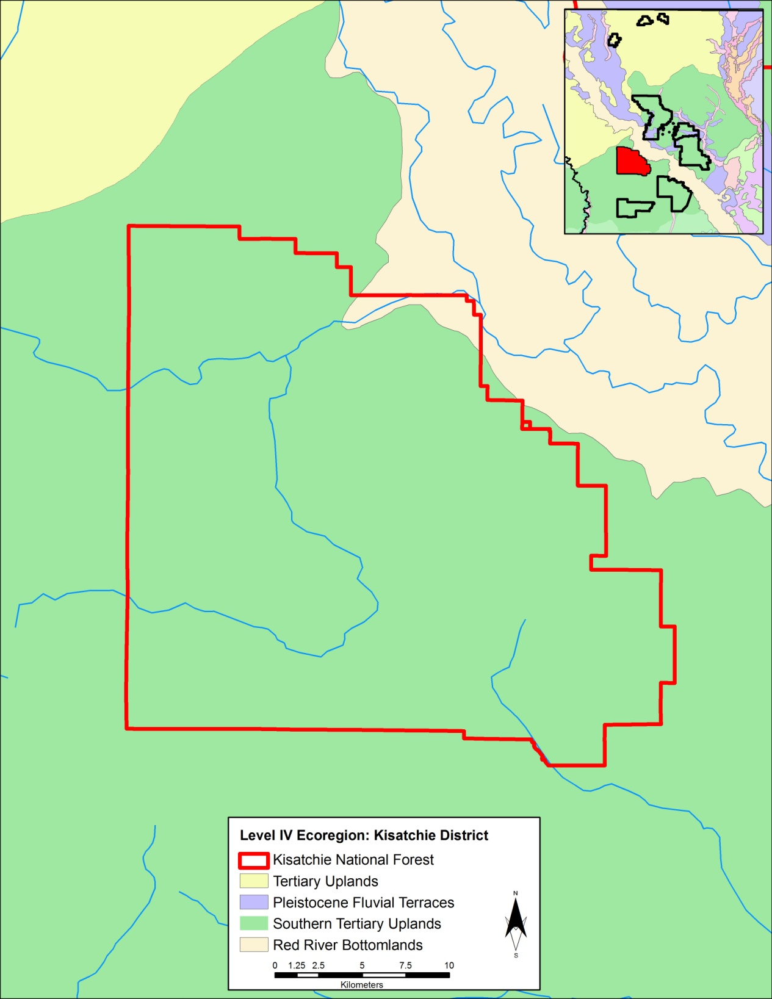 Level IV Ecoregion: Kisatchie District
Kisatchie National Forest
Tertiary Uplands
Pleistocene Fluvial Terraces
Southern Tertiary Uplands
Red River Bottomlands
N
S
0 1.25 2.5 5 7.5 10
Kilometers